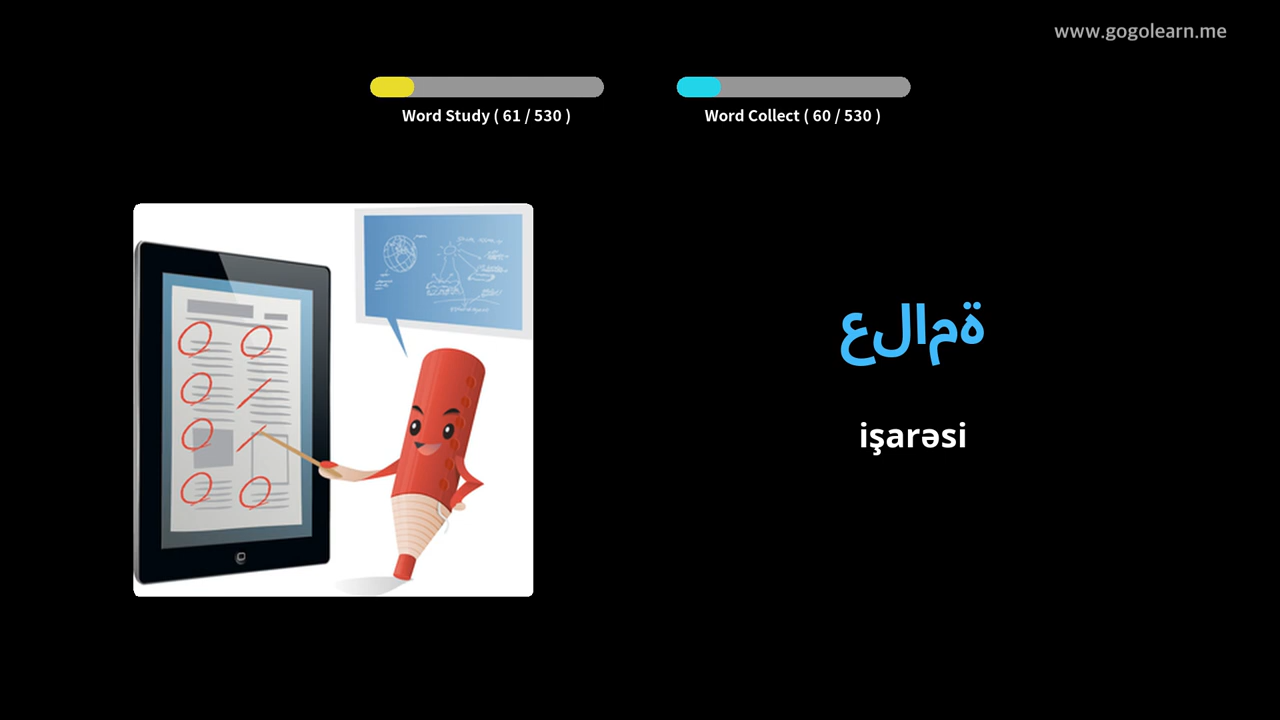 www.gogolearn.me
Word Study ( 61 / 530 )
Word Collect ( 60 / 530 )
علامة
işarəsi